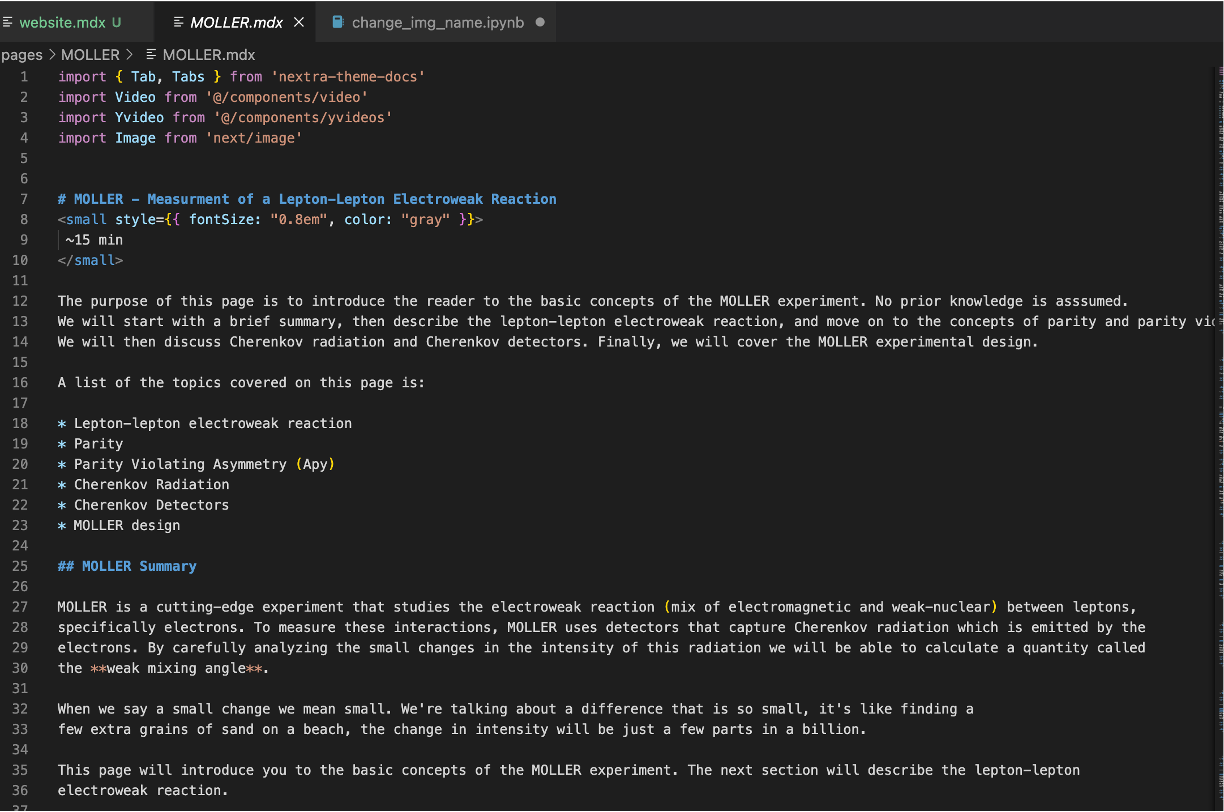 website.mdx U MOLLER.mdx × change_img_name.ipynb ●
pages > MOLLER > MOLLER.mdx
1 import { Tab, Tabs } from 'nextra-theme-docs'
2 import Video from '@/components/video'
3 import Yvideo from '@/components/yvideos'
4 import Image from 'next/image'
5
6
7 # MOLLER - Measurment of a Lepton-Lepton Electroweak Reaction
8 <small style={{ fontSize: "0.8em", color: "gray" }}>
9 ~15 min
10 </small>
11
12 The purpose of this page is to introduce the reader to the basic concepts of the MOLLER experiment. No prior knowledge is asssumed.
13 We will start with a brief summary, then describe the lepton-lepton electroweak reaction, and move on to the concepts of parity and parity
14 We will then discuss Cherenkov radiation and Cherenkov detectors. Finally, we will cover the MOLLER experimental design.
15
16 A list of the topics covered on this page is:
17
18 * Lepton-lepton electroweak reaction
19 * Parity
20 * Parity Violating Asymmetry (Apy)
21 * Cherenkov Radiation
22 * Cherenkov Detectors
23 * MOLLER design
24
25 ## MOLLER Summary
26
27 MOLLER is a cutting-edge experiment that studies the electroweak reaction (mix of electromagnetic and weak-nuclear) between leptons,
28 specifically electrons. To measure these interactions, MOLLER uses detectors that capture Cherenkov radiation which is emitted by the
29 electrons. By carefully analyzing the small changes in the intensity of this radiation we will be able to calculate a quantity called
30 the **weak mixing angle**.
31
32 When we say a small change we mean small. We're talking about a difference that is so small, it's like finding a
33 few extra grains of sand on a beach, the change in intensity will be just a few parts in a billion.
34
35 This page will introduce you to the basic concepts of the MOLLER experiment. The next section will describe the lepton-lepton
36 electroweak reaction.
37